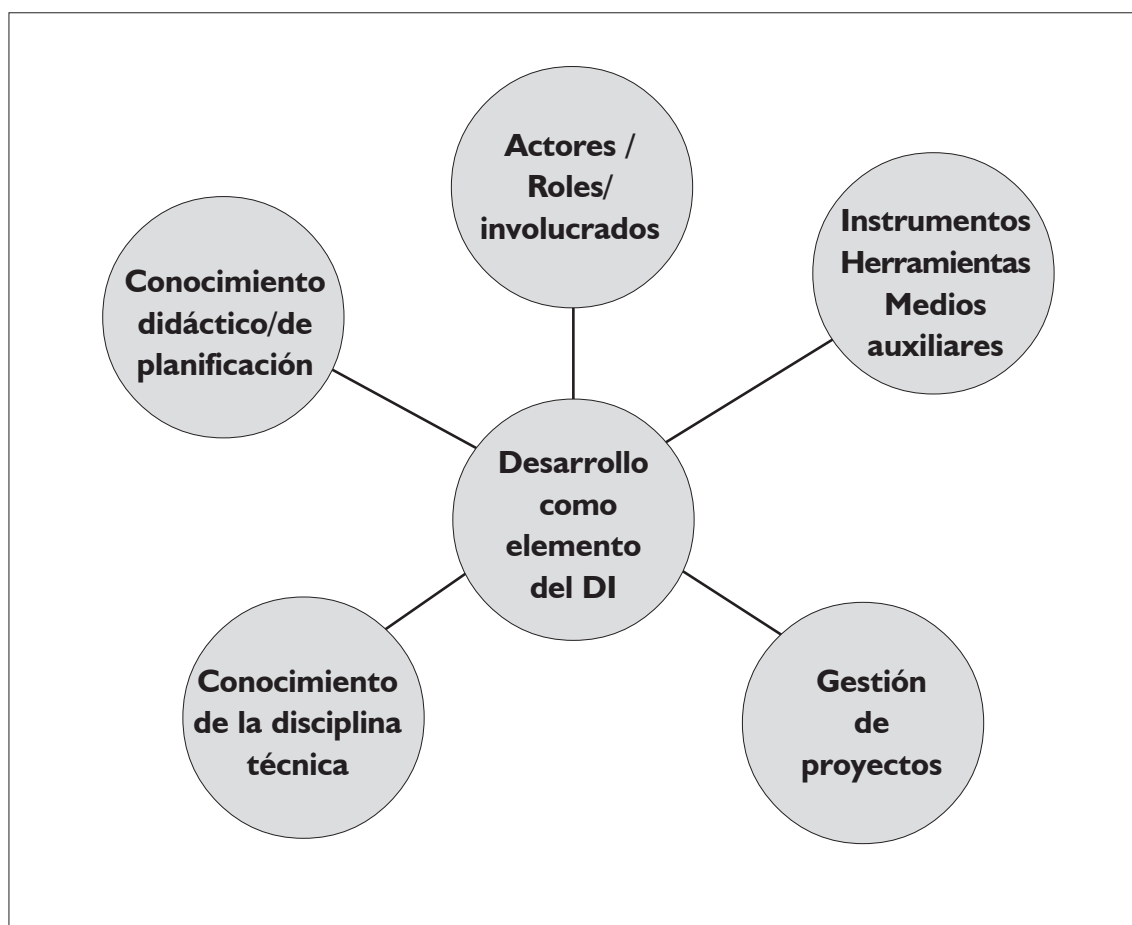 Actores /
Roles/
involucrados
Instrumentos
Herramientas
Medios
auxiliares
Conocimiento
didáctico/de
planificación
Desarrollo
como
elemento
del DI
Conocimiento
de la disciplina
técnica
Gestión
de
proyectos